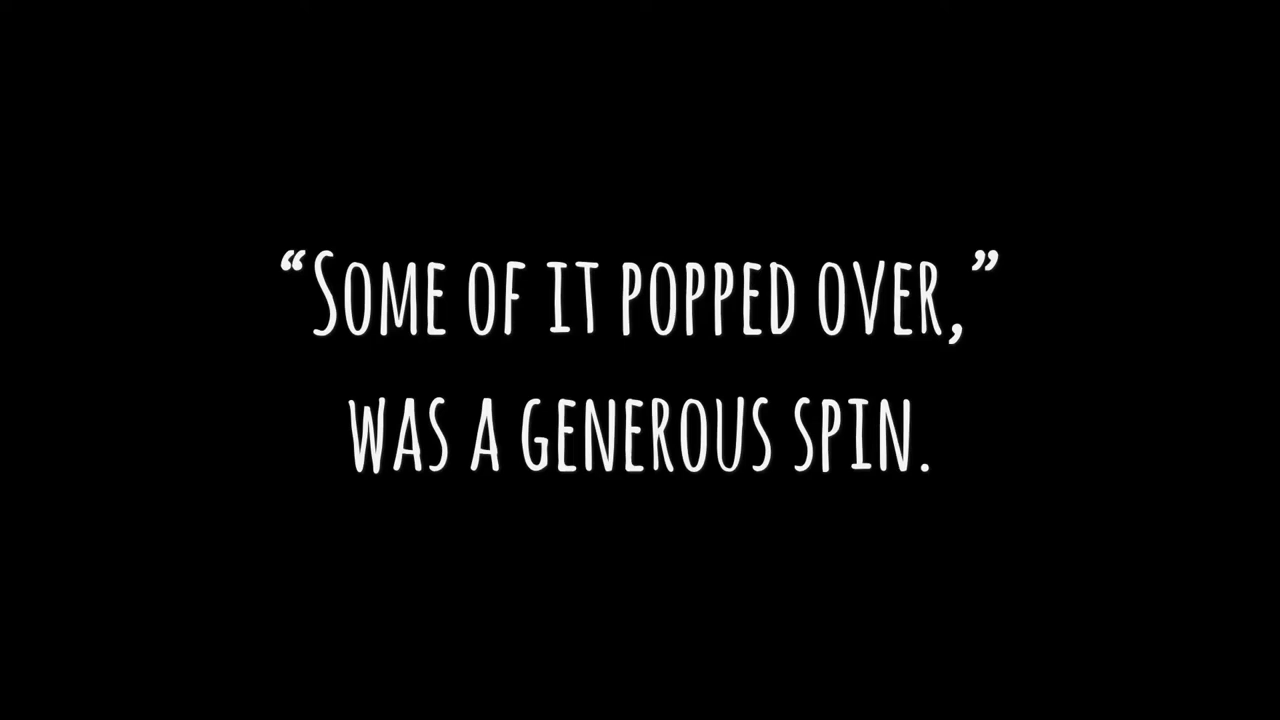 “Some of it popped over,”
was a generous spin.